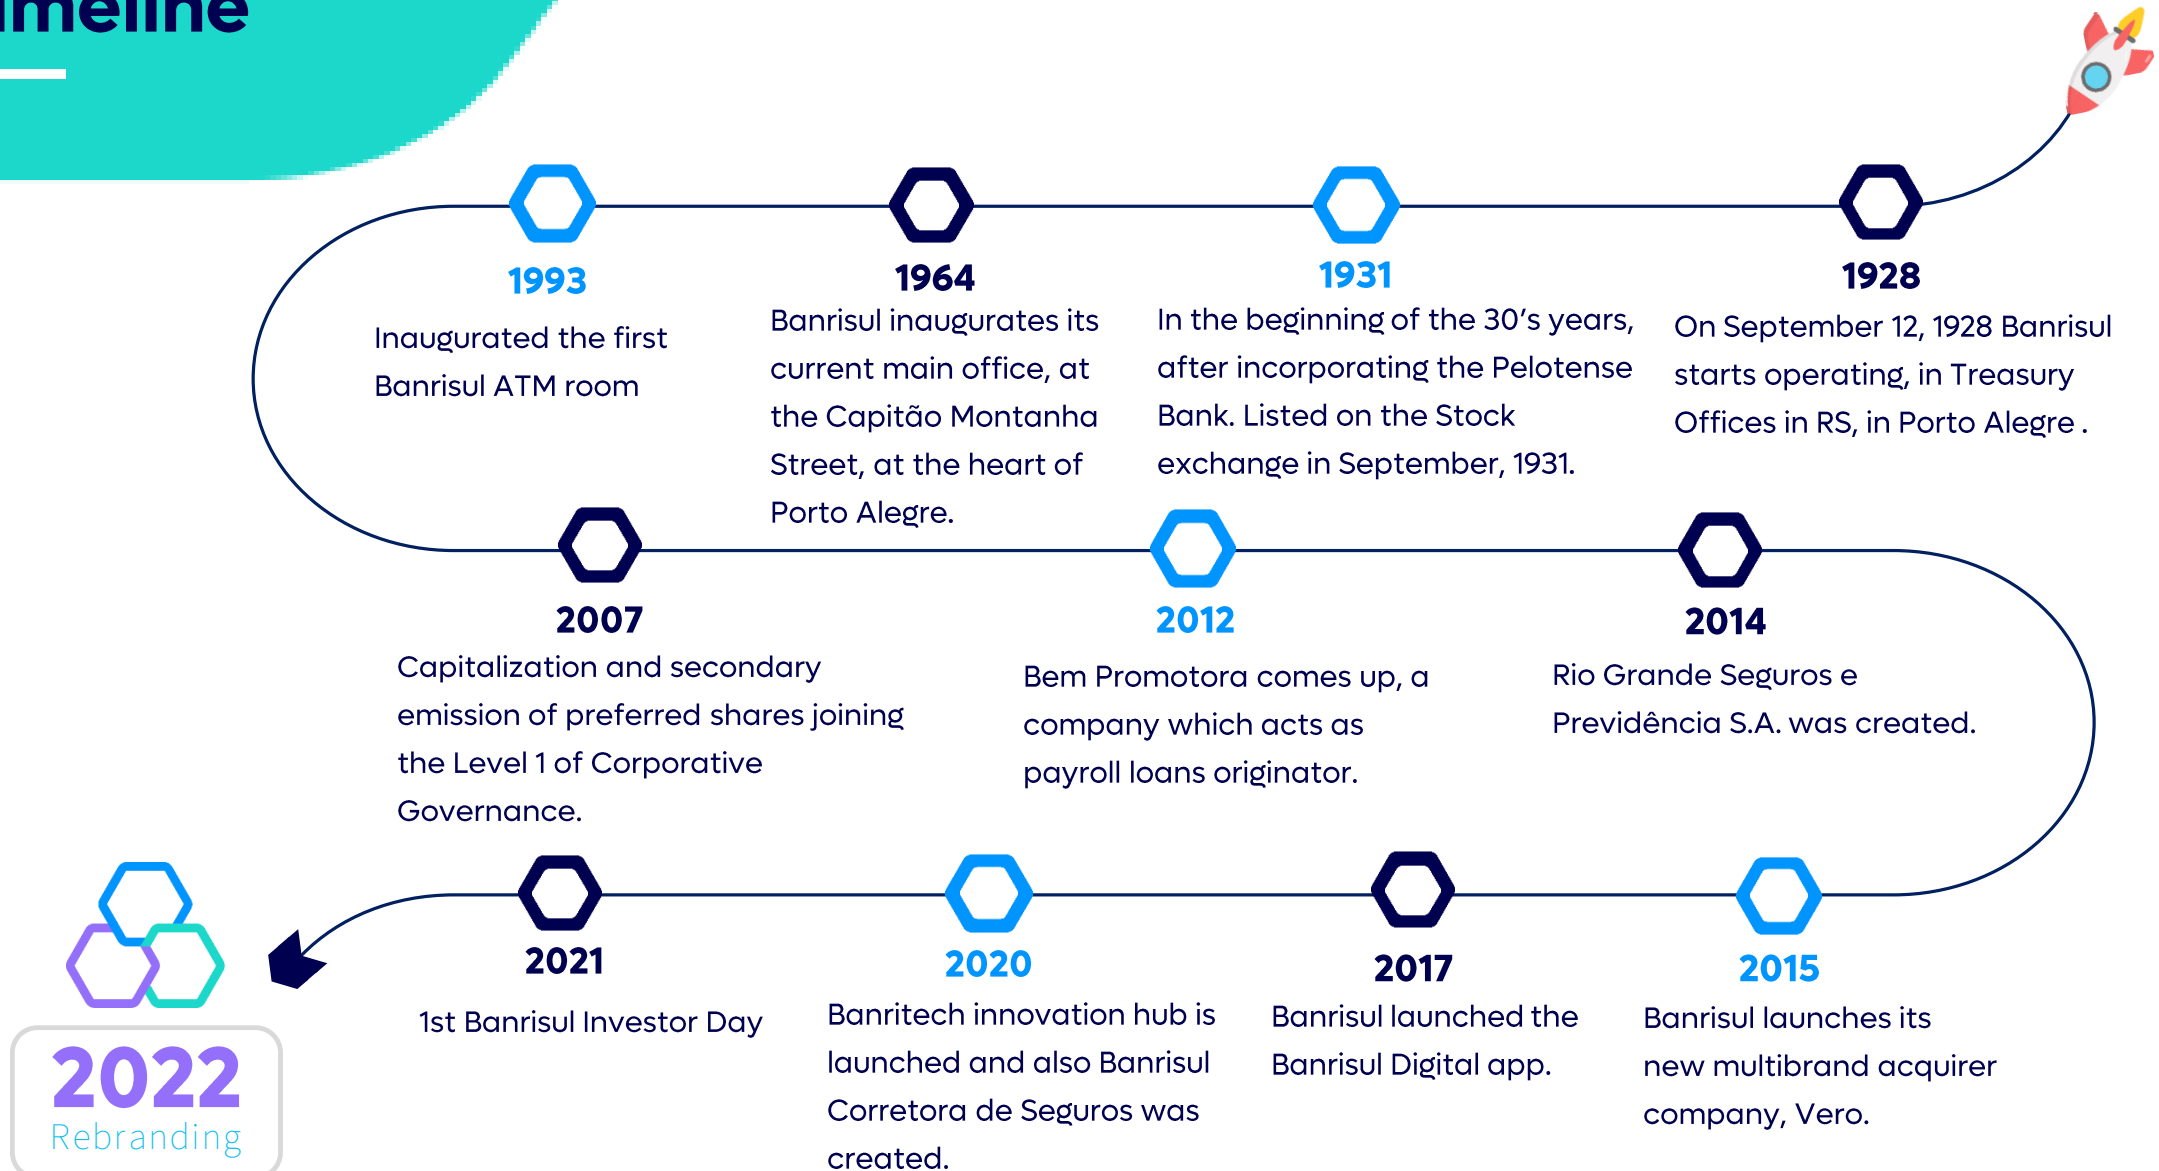 imeline
1993
Inaugurated the first
Banrisul ATM room
1964
Banrisul inaugurates its
current main office, at
the Capitão Montanha
Street, at the heart of
Porto Alegre.
1931
In the beginning of the 30's years,
after incorporating the Pelotense
Bank. Listed on the Stock
exchange in September, 1931.
1928
On September 12, 1928 Banrisul
starts operating, in Treasury
Offices in RS, in Porto Alegre .
2007
Capitalization and secondary
emission of preferred shares joining
the Level 1 of Corporative
Governance.
2012
Bem Promotora comes up, a
company which acts as
payroll loans originator.
2014
Rio Grande Seguros e
Previdência S.A. was created.
2021
1st Banrisul Investor Day
2020
Banritech innovation hub is
launched and also Banrisul
Corretora de Seguros was
created.
2017
Banrisul launched the
Banrisul Digital app.
2015
Banrisul launches its
new multibrand acquirer
company, Vero.
2022
Rebranding